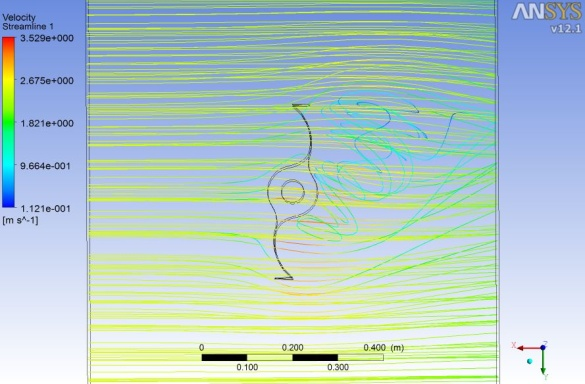 Velocity
Streamline 1
3.529e+000
2.675e+000
1.821e+000
9.664e-001
1.121e-001
[m s^-1]
ANSYS
v12.1
0 0.200 0.400 (m)
0.100 0.300
X Z
Y